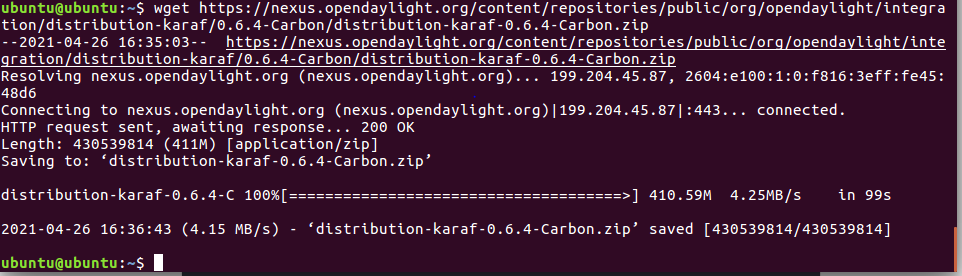 ubuntu@ubuntu:~$ wget https://nexus.opendaylight.org/content/repositories/public/org/opendaylight/integra
tion/distribution-karaf/0.6.4-Carbon/distribution-karaf-0.6.4-Carbon.zip
--2021-04-26 16:35:03--  https://nexus.opendaylight.org/content/repositories/public/org/opendaylight/inte
gration/distribution-karaf/0.6.4-Carbon/distribution-karaf-0.6.4-Carbon.zip
Resolving nexus.opendaylight.org (nexus.opendaylight.org)... 199.204.45.87, 2604:e100:1:0:f816:3eff:fe45:
48d6
Connecting to nexus.opendaylight.org (nexus.opendaylight.org)|199.204.45.87|:443... connected.
HTTP request sent, awaiting response... 200 OK
Length: 430539814 (411M) [application/zip]
Saving to: ‘distribution-karaf-0.6.4-Carbon.zip’
distribution-karaf-0.6.4-C 100%[=====================================>] 410.59M  4.25MB/s    in 99s
2021-04-26 16:36:43 (4.15 MB/s) - ‘distribution-karaf-0.6.4-Carbon.zip’ saved [430539814/430539814]
ubuntu@ubuntu:~$